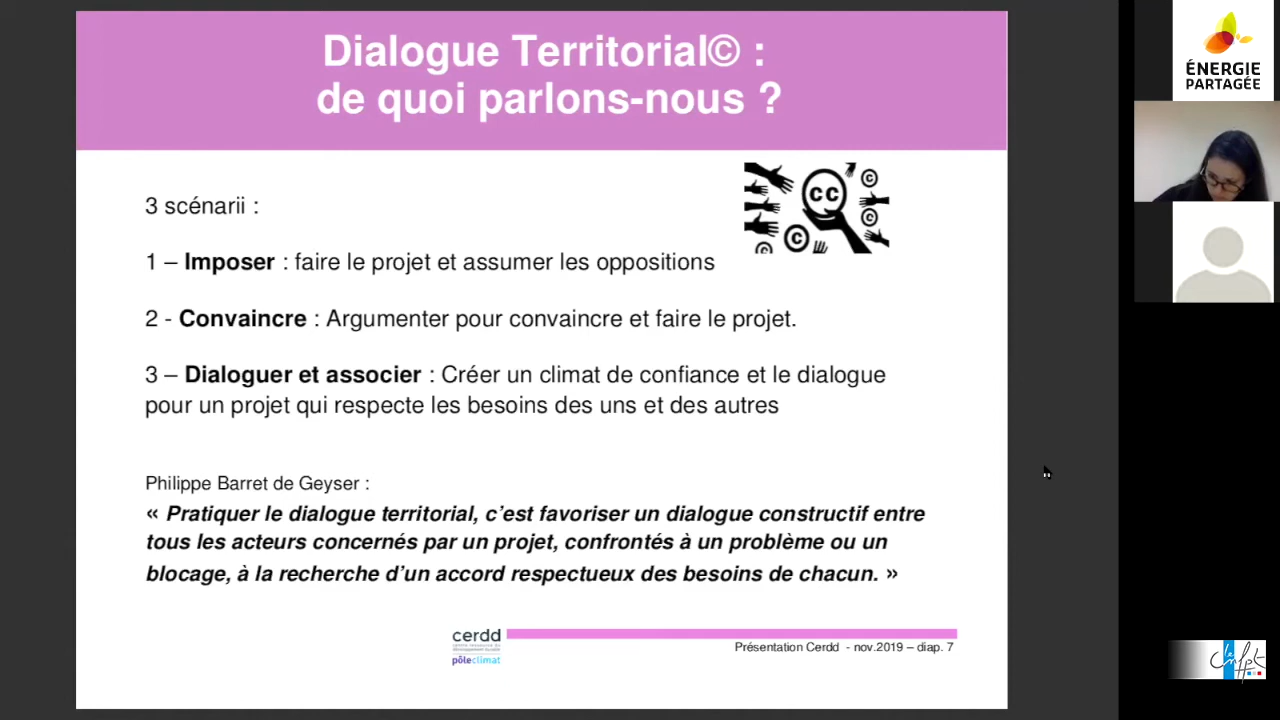 Dialogue Territorial© :
de quoi parlons-nous ?
3 scénarii :
1 – Imposer : faire le projet et assumer les oppositions
2 - Convaincre : Argumenter pour convaincre et faire le projet.
3 – Dialoguer et associer : Créer un climat de confiance et le dialogue
pour un projet qui respecte les besoins des uns et des autres
Philippe Barret de Geyser :
« Pratiquer le dialogue territorial, c’est favoriser un dialogue constructif entre
tous les acteurs concernés par un projet, confrontés à un problème ou un
blocage, à la recherche d’un accord respectueux des besoins de chacun. »
cerdd
pôleclimat
Présentation Cerdd - nov.2019 – diap. 7
cc
c
c
c
c
ÉNERGIE
PARTAGÉE
le cnfpt